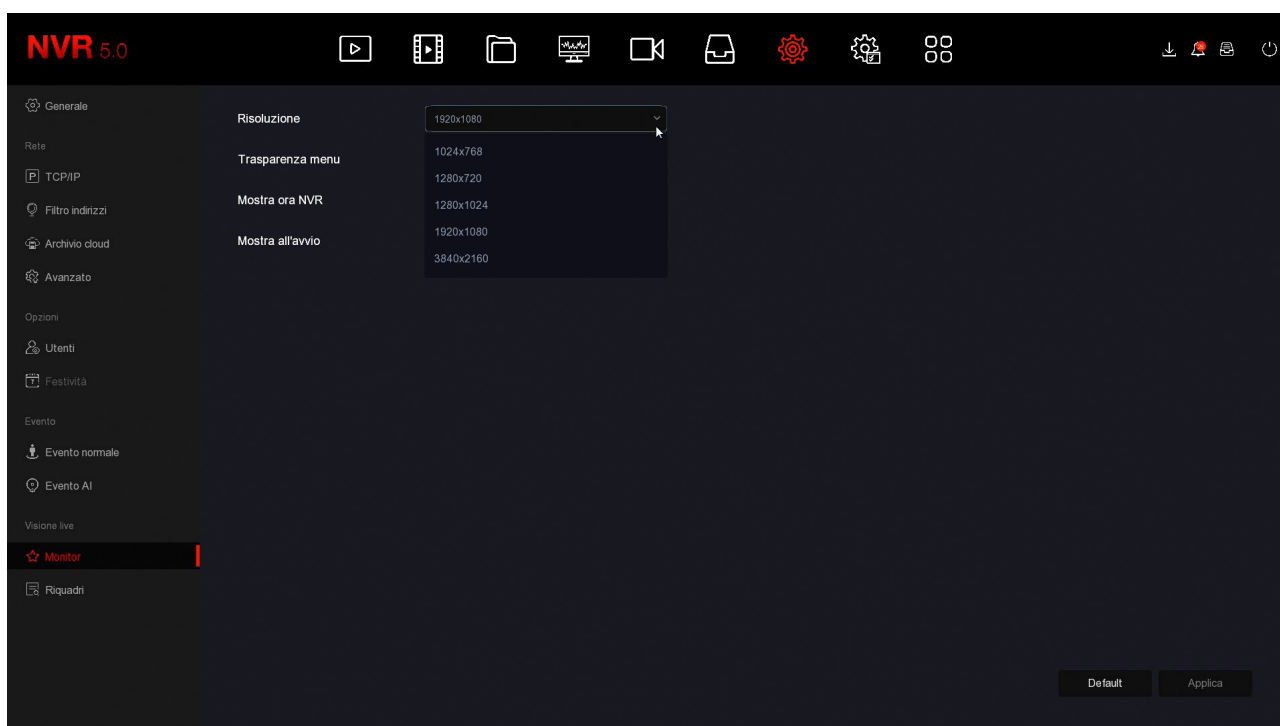 NVR 5.0
Generale
Rete
TCP/IP
Filtro indirizzi
Archivio cloud
Avanzato
Opzioni
Utenti
Festività
Evento
Evento normale
Evento AI
Visione live
Monitor
Riquadri
Risoluzione 1920x1080
1024x768
Trasparenza menu
1280x720
Mostra ora NVR
1280x1024
1920x1080
Mostra all'avvio
3840x2160
Default Applica